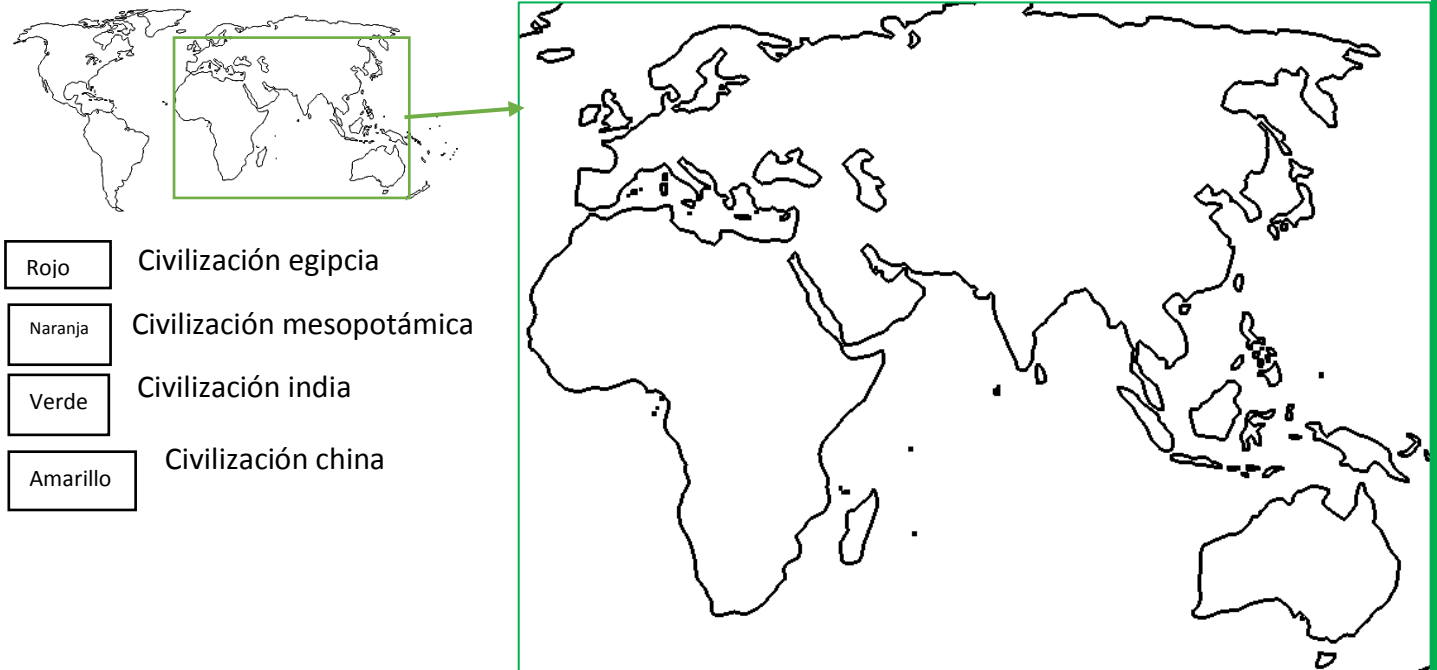 Rojo Civilización egipcia
Naranja Civilización mesopotámica
Verde Civilización india
Amarillo Civilización china